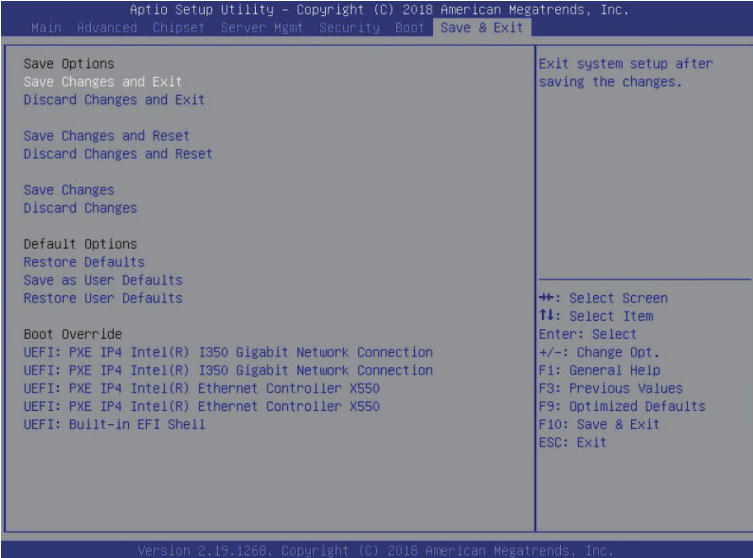 Aptio Setup Utility – Copyright (C) 2018 American Megatrends, Inc.
Main Advanced Chipset Server Mgmt Security Boot Save & Exit
Save Options
Save Changes and Exit
Discard Changes and Exit
Save Changes and Reset
Discard Changes and Reset
Save Changes
Discard Changes
Default Options
Restore Defaults
Save as User Defaults
Restore User Defaults
Boot Override
UEFI: PXE IP4 Intel(R) I350 Gigabit Network Connection
UEFI: PXE IP4 Intel(R) I350 Gigabit Network Connection
UEFI: PXE IP4 Intel(R) Ethernet Controller X550
UEFI: PXE IP4 Intel(R) Ethernet Controller X550
UEFI: Built-in EFI Shell
Exit system setup after
saving the changes.
→←: Select Screen
↑↓: Select Item
Enter: Select
+/-: Change Opt.
F1: General Help
F3: Previous Values
F9: Optimized Defaults
F10: Save & Exit
ESC: Exit
Version 2.19.1268. Copyright (C) 2018 American Megatrends, Inc.